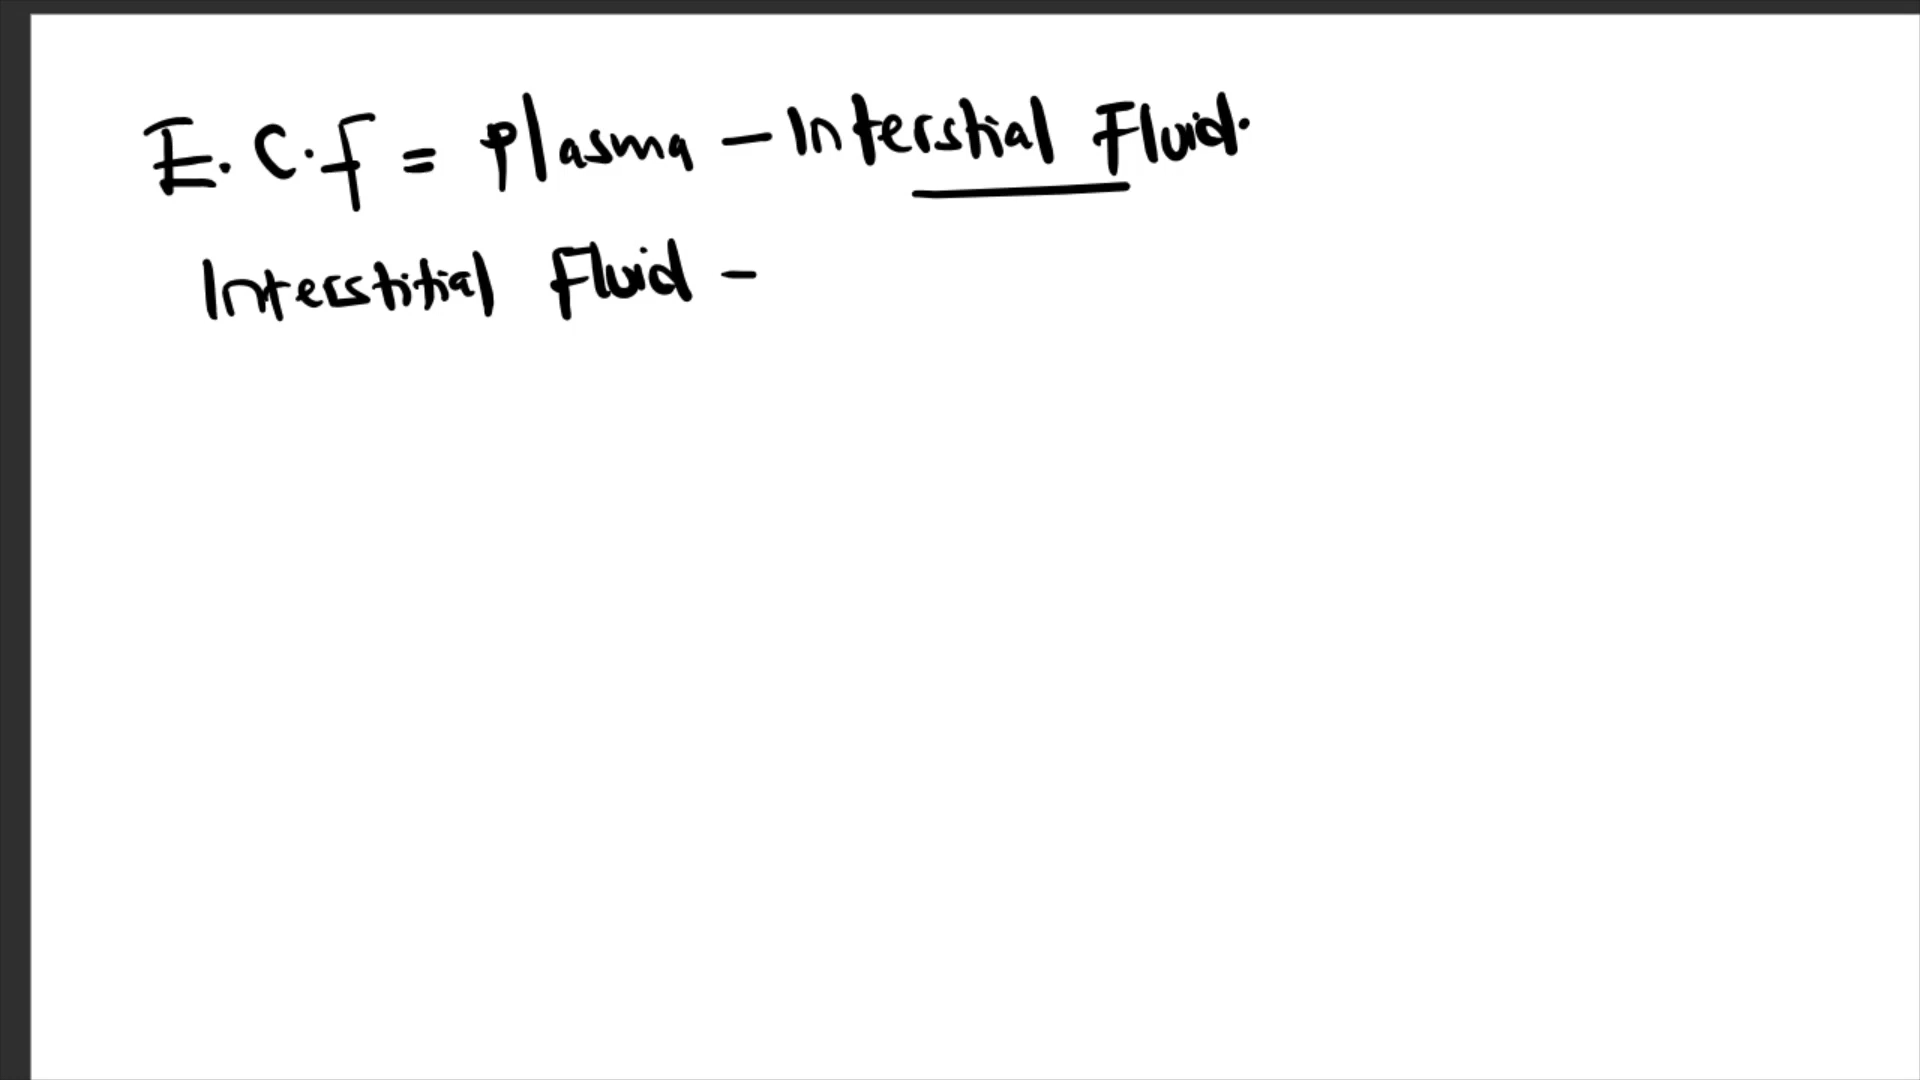 E.C.F = Plasma - Interstial Fluid.
Interstitial Fluid -